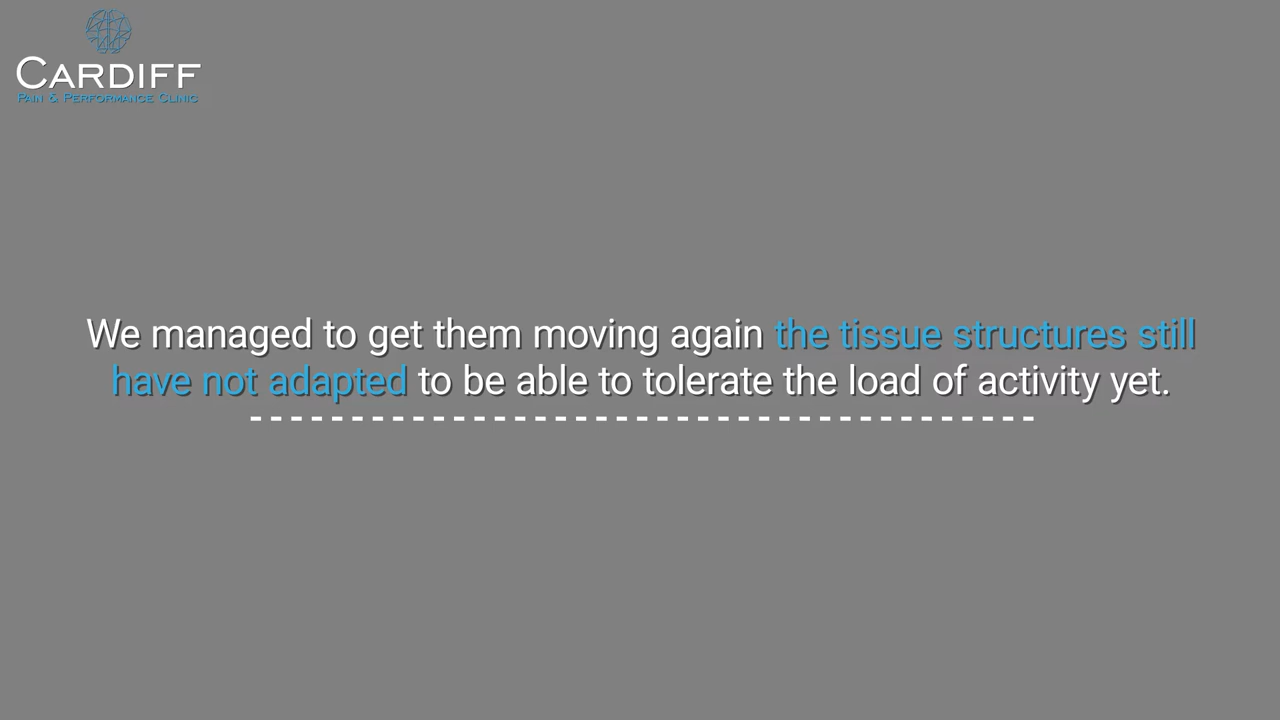 CARDIFF
PAIN & PERFORMANCE CLINIC
We managed to get them moving again the tissue structures still
have not adapted to be able to tolerate the load of activity yet.